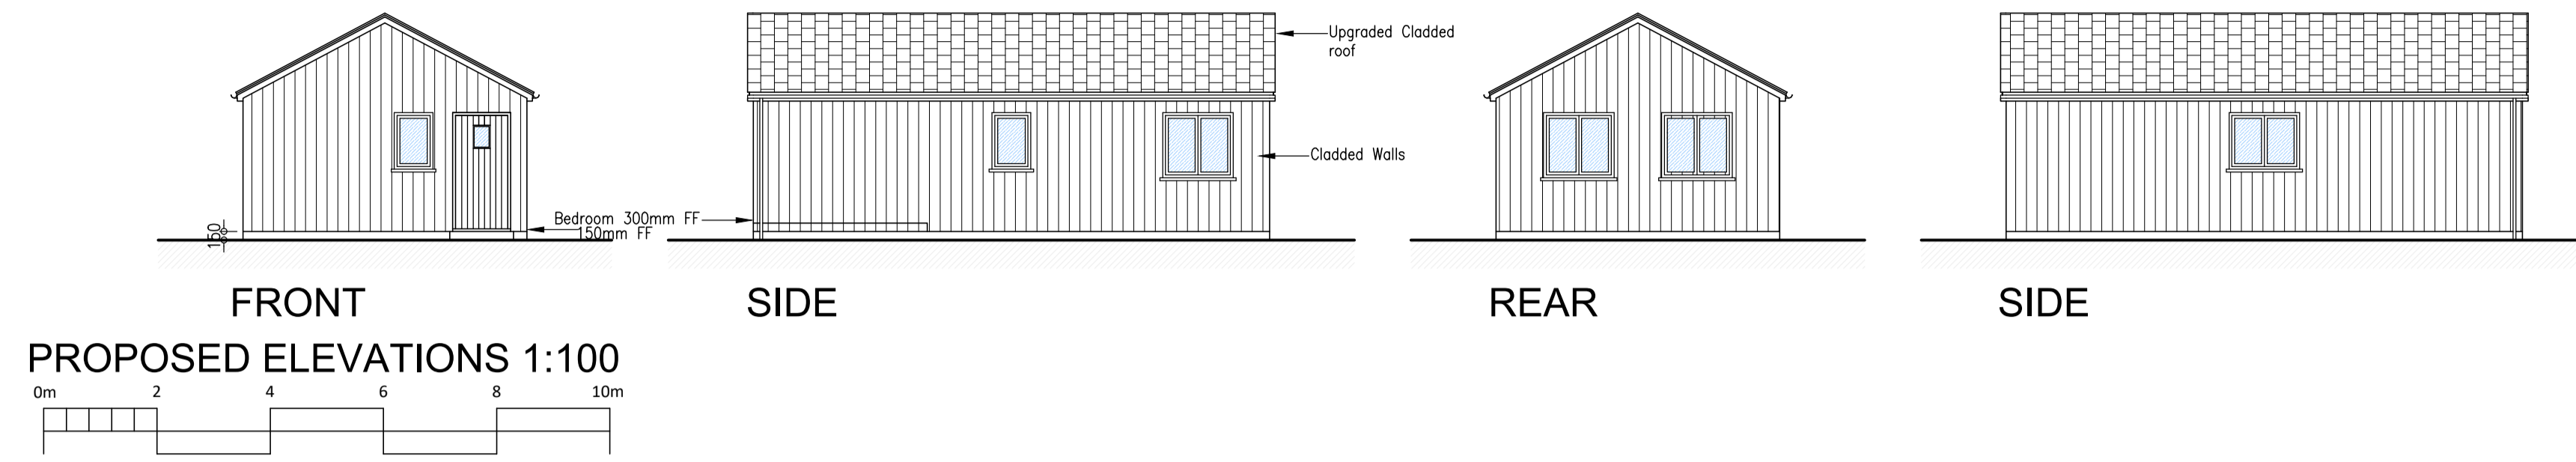 Upgraded Cladded
roof
Cladded Walls
Bedroom 300mm FF
150mm FF
150
FRONT
SIDE
REAR
SIDE
PROPOSED ELEVATIONS 1:100
0m 2 4 6 8 10m